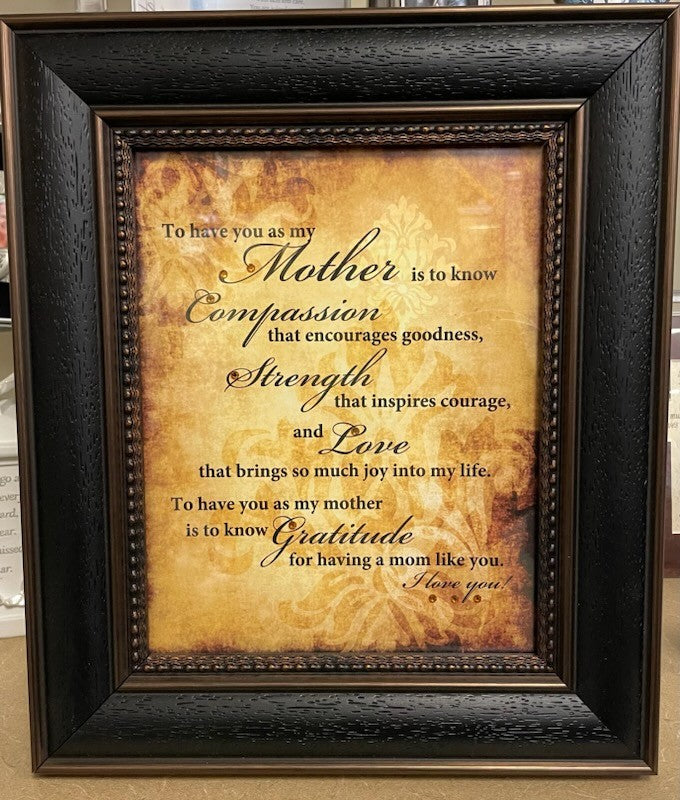 To have you as my
Mother is to know
Compassion
that encourages goodness,
Strength
that inspires courage,
and Love
that brings so much joy into my life.
To have you as my mother
is to know Gratitude
for having a mom like you.
I love you!